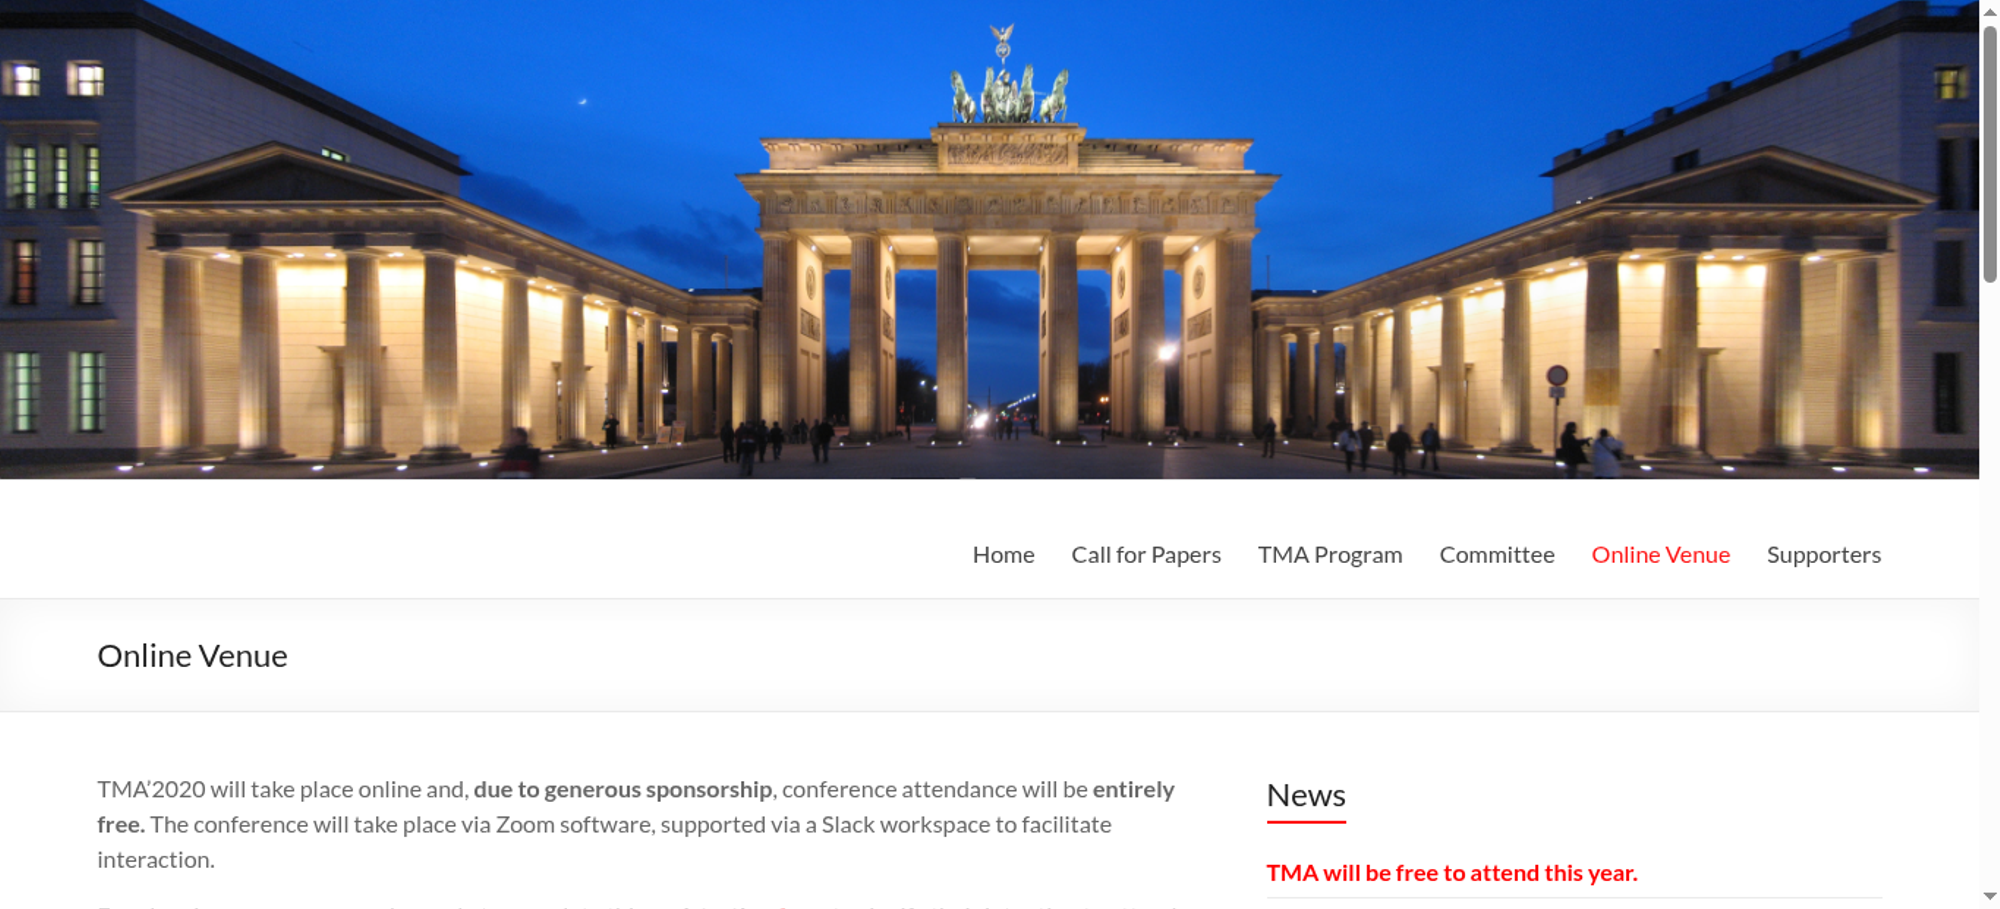 Home Call for Papers TMA Program Committee Online Venue Supporters
Online Venue
TMA’2020 will take place online and, due to generous sponsorship, conference attendance will be entirely
free. The conference will take place via Zoom software, supported via a Slack workspace to facilitate
interaction.
News
TMA will be free to attend this year.